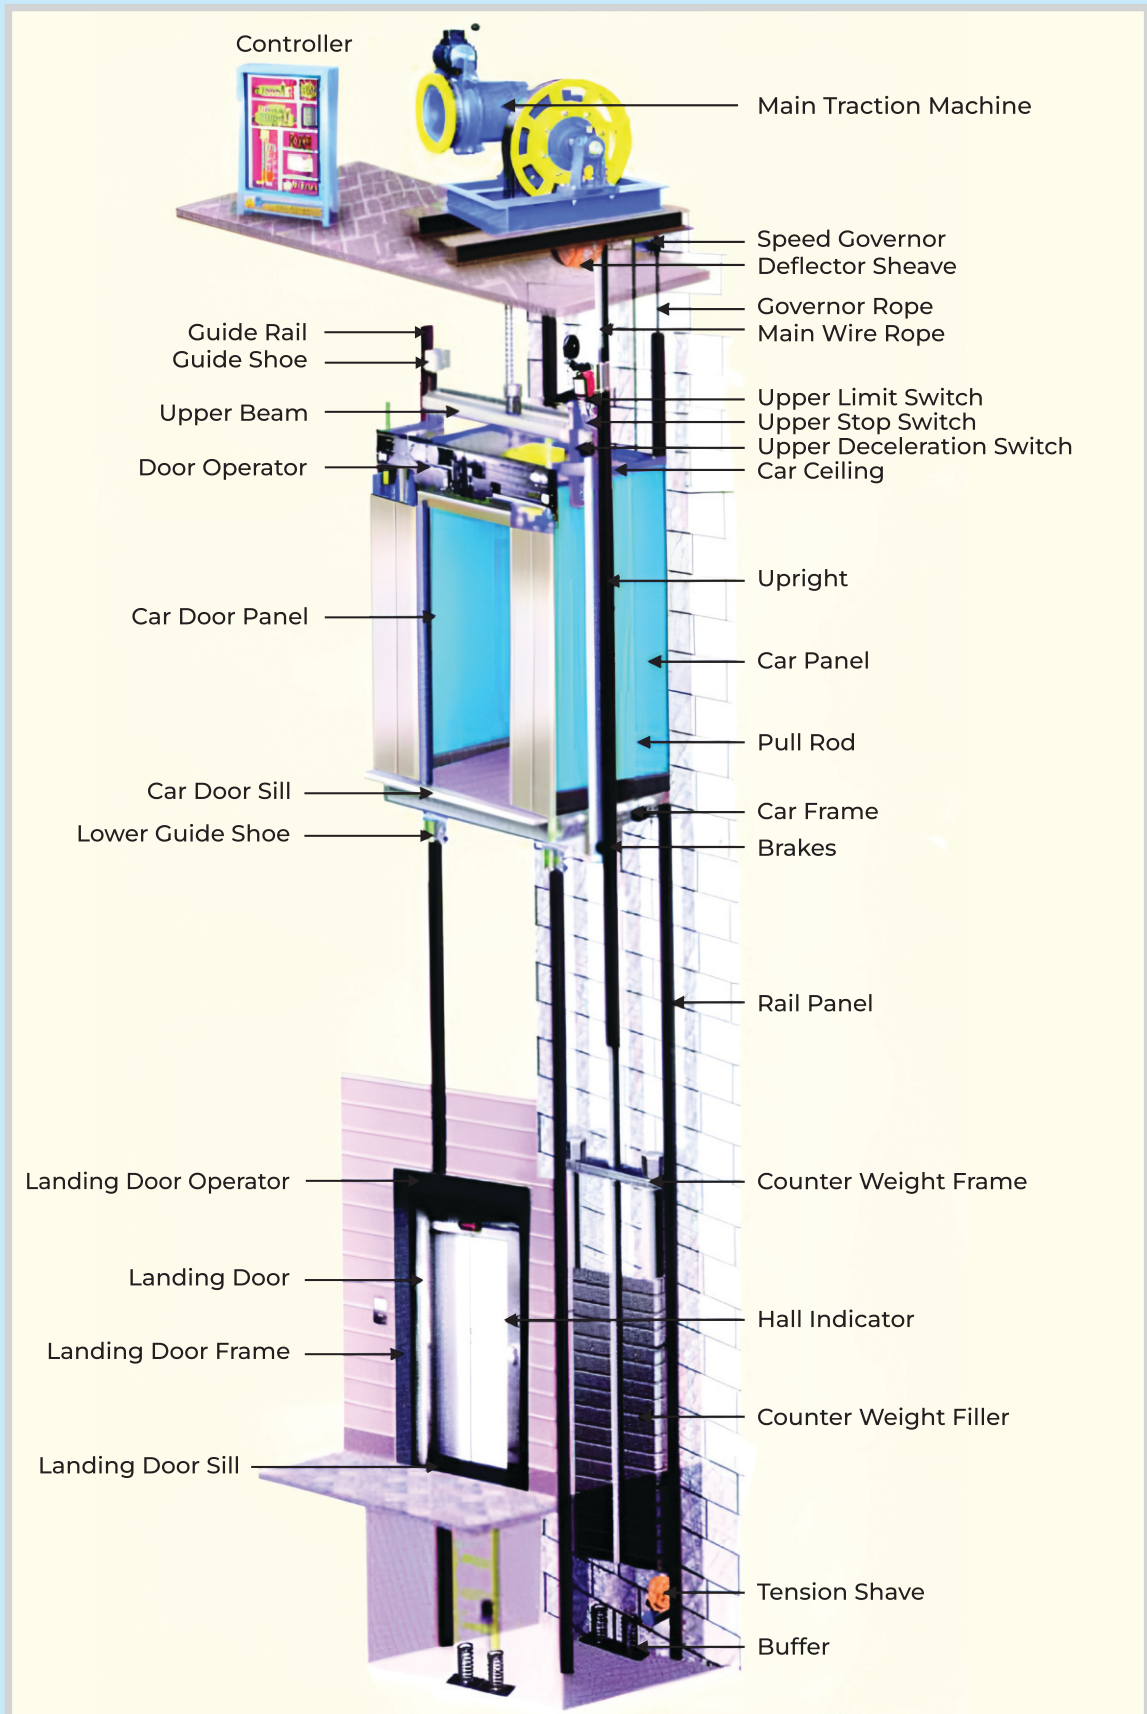 Controller
Main Traction Machine
Speed Governor
Deflector Sheave
Governor Rope
Main Wire Rope
Guide Rail
Guide Shoe
Upper Beam
Door Operator
Upper Limit Switch
Upper Stop Switch
Upper Deceleration Switch
Car Ceiling
Upright
Car Door Panel
Car Panel
Pull Rod
Car Door Sill
Lower Guide Shoe
Car Frame
Brakes
Rail Panel
Landing Door Operator
Counter Weight Frame
Landing Door
Hall Indicator
Landing Door Frame
Counter Weight Filler
Landing Door Sill
Tension Shave
Buffer